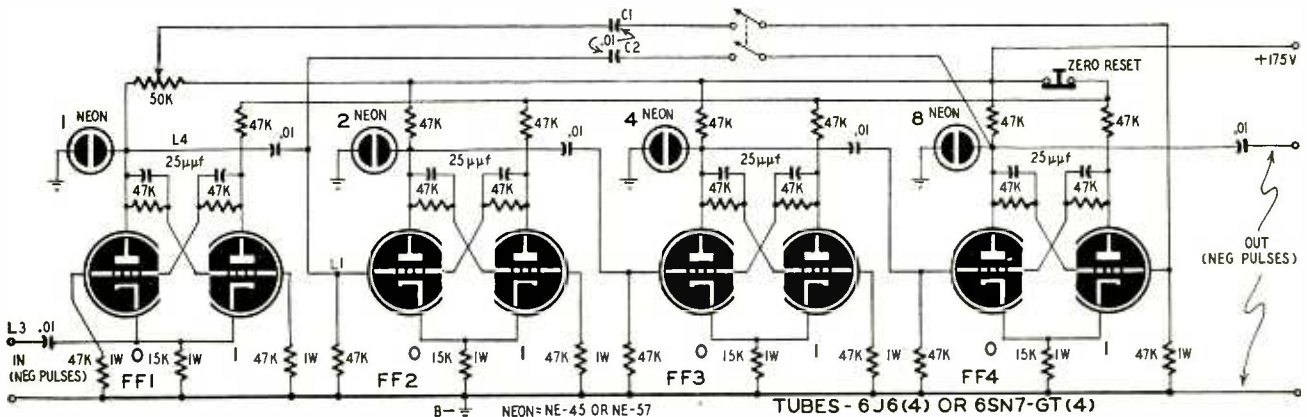 C1
.01
C2
+175V
ZERO RESET
50K
1 NEON
47K
L4
.01
2 NEON
47K
47K
.01
4 NEON
47K
47K
.01
8 NEON
47K
47K
.01
25μμf
47K 47K
25μμf
47K 47K
25μμf
47K 47K
25μμf
47K 47K
L1
OUT
(NEG PULSES)
L3 .01
IN
(NEG PULSES)
47K 1W 15K 1W 47K 1W
0 1
FF1
47K 15K 1W 47K 1W
0 1
FF2
47K 15K 1W 47K 1W
0 1
FF3
47K 15K 1W 47K 1W
0 1
FF4
B-
NEON=NE-45 OR NE-57
TUBES-6J6(4) OR 6SN7-GT(4)